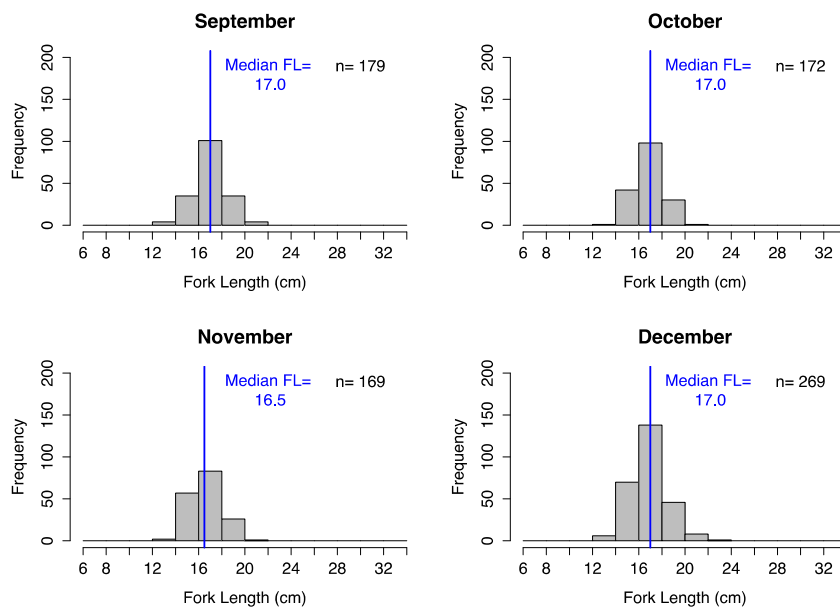 September
Median FL=
17.0
n= 179
Frequency
0
50
100
150
200
6 8 12 16 20 24 28 32
Fork Length (cm)
October
Median FL=
17.0
n= 172
Frequency
0
50
100
150
200
6 8 12 16 20 24 28 32
Fork Length (cm)
November
Median FL=
16.5
n= 169
Frequency
0
50
100
150
200
6 8 12 16 20 24 28 32
Fork Length (cm)
December
Median FL=
17.0
n= 269
Frequency
0
50
100
150
200
6 8 12 16 20 24 28 32
Fork Length (cm)